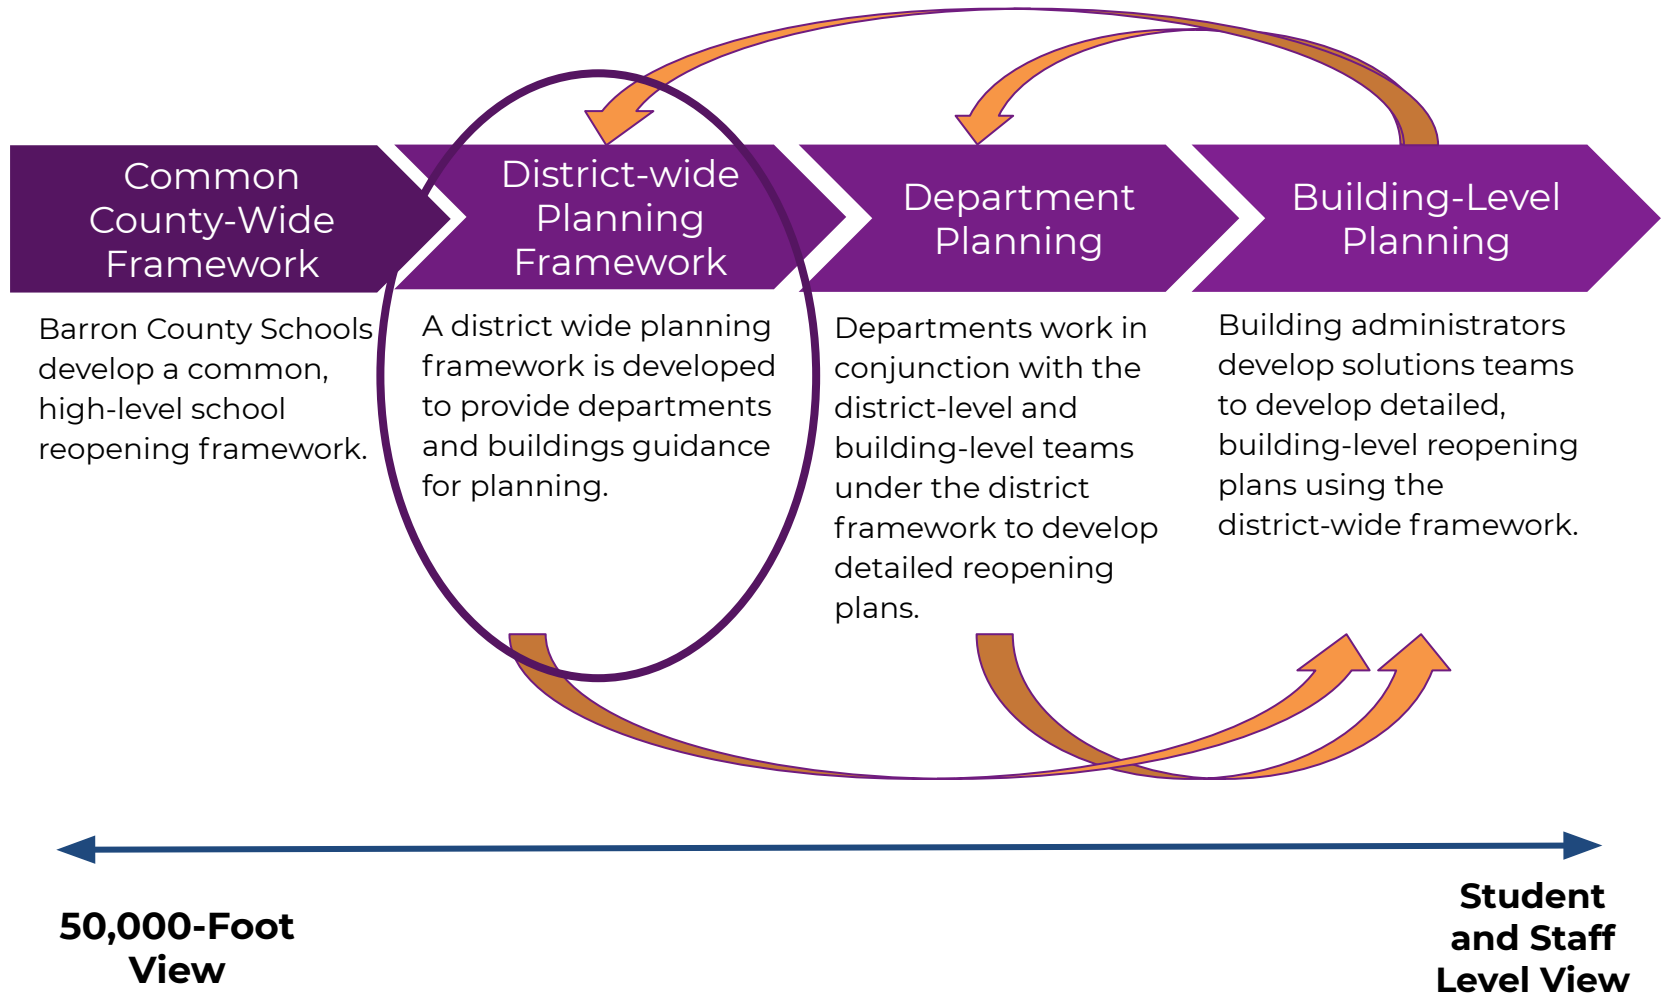 Common
County-Wide
Framework
District-wide
Planning
Framework
Department
Planning
Building-Level
Planning
Barron County Schools
develop a common,
high-level school
reopening framework.
A district wide planning
framework is developed
to provide departments
and buildings guidance
for planning.
Departments work in
conjunction with the
district-level and
building-level teams
under the district
framework to develop
detailed reopening
plans.
Building administrators
develop solutions teams
to develop detailed,
building-level reopening
plans using the
district-wide framework.
50,000-Foot
View
Student
and Staff
Level View